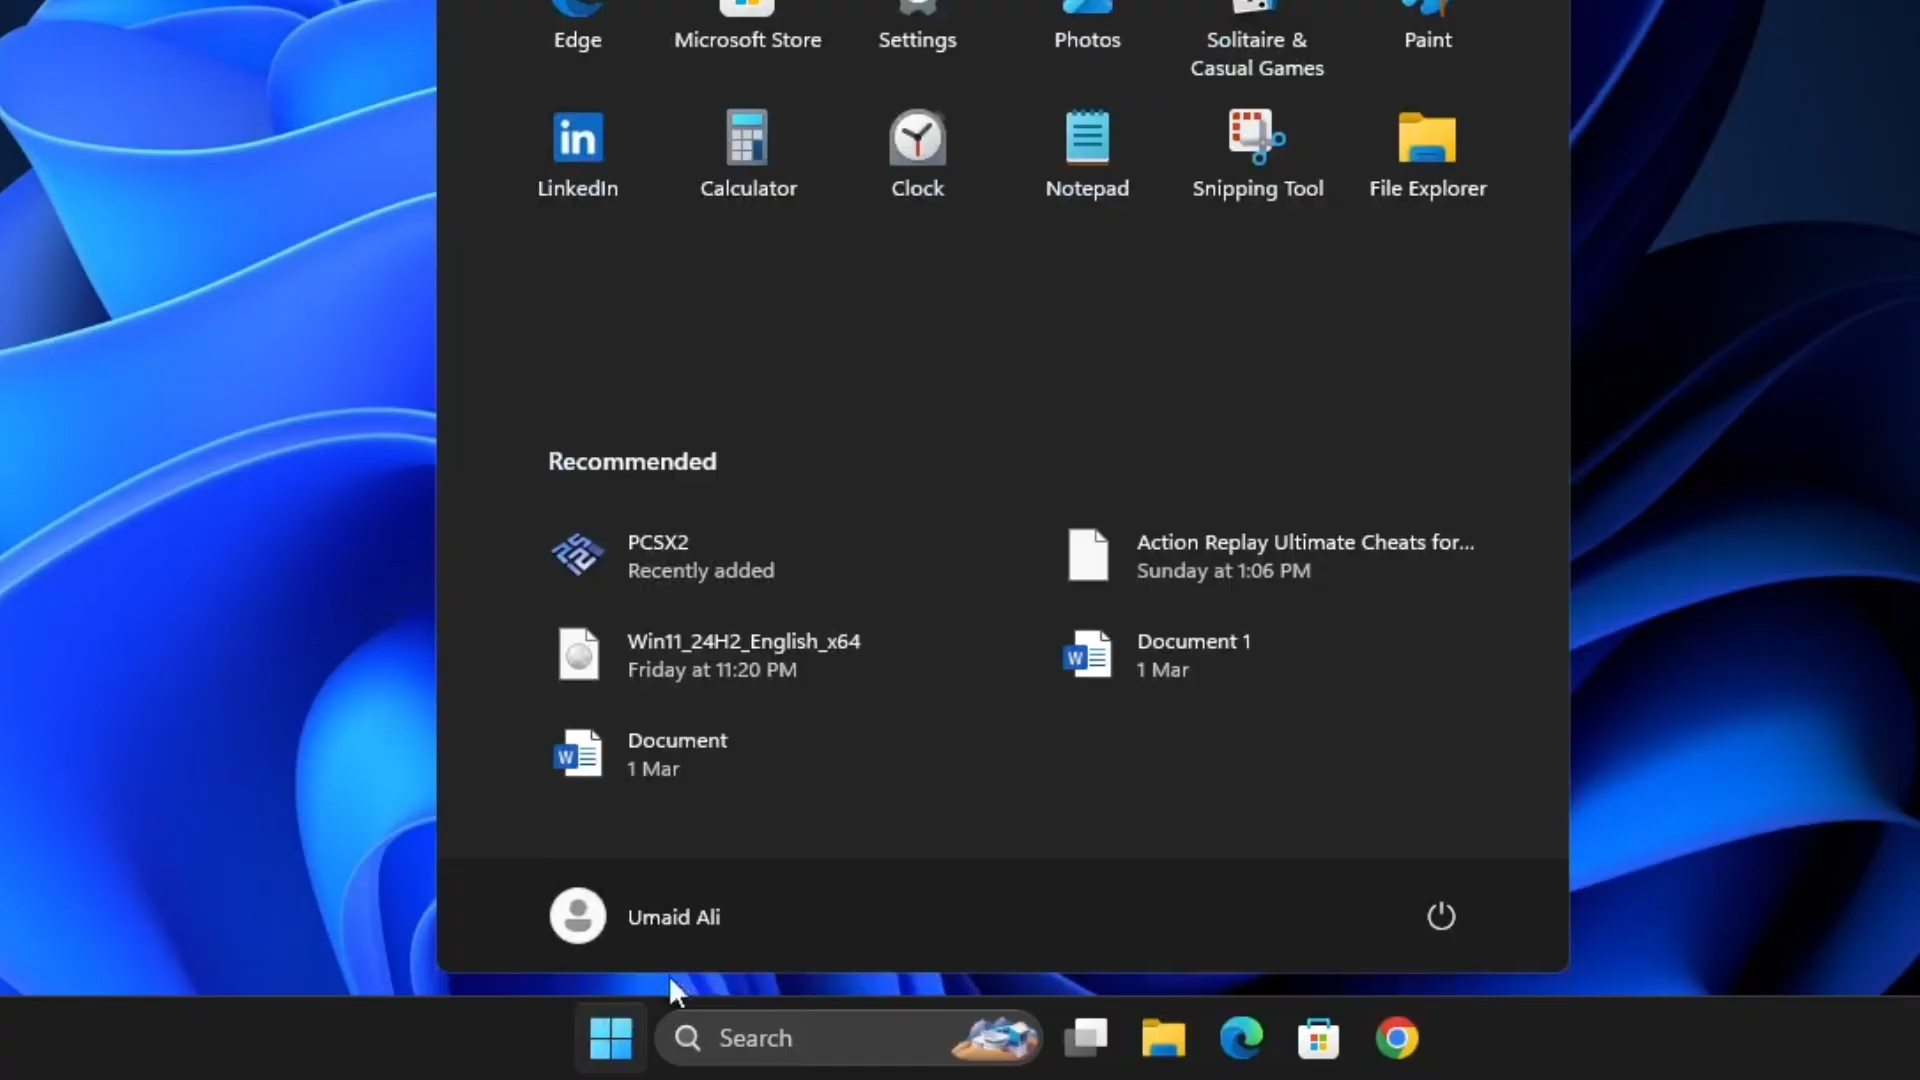 Edge
Microsoft Store
Settings
Photos
Solitaire &
Casual Games
Paint
in
LinkedIn
Calculator
Clock
Notepad
Snipping Tool
File Explorer
Recommended
PCSX2
Recently added
Action Replay Ultimate Cheats for...
Sunday at 1:06 PM
Win11_24H2_English_x64
Friday at 11:20 PM
W
Document 1
1 Mar
W
Document
1 Mar
Umaid Ali
Search